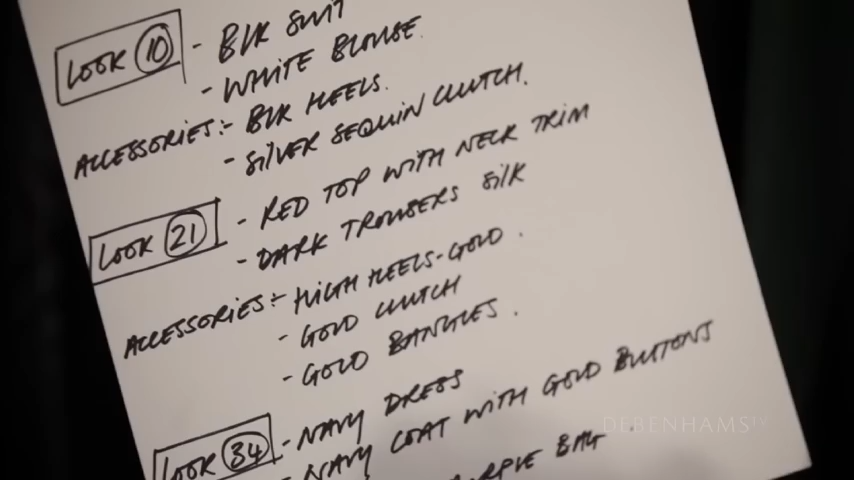 LOOK 10 - BLK SUIT
- WHITE BLOUSE.
ACCESSORIES:- BLK HEELS.
- SILVER SEQUIN CLUTCH.
LOOK 21 - RED TOP WITH NECK TRIM
- DARK TROUSERS SILK
ACCESSORIES:- HIGH HEELS-GOLD.
- GOLD CLUTCH
- GOLD BANGLES.
LOOK 34 - NAVY DRESS
- NAVY COAT WITH GOLD BUTTONS
PURPLE BAG
DEBENHAMS